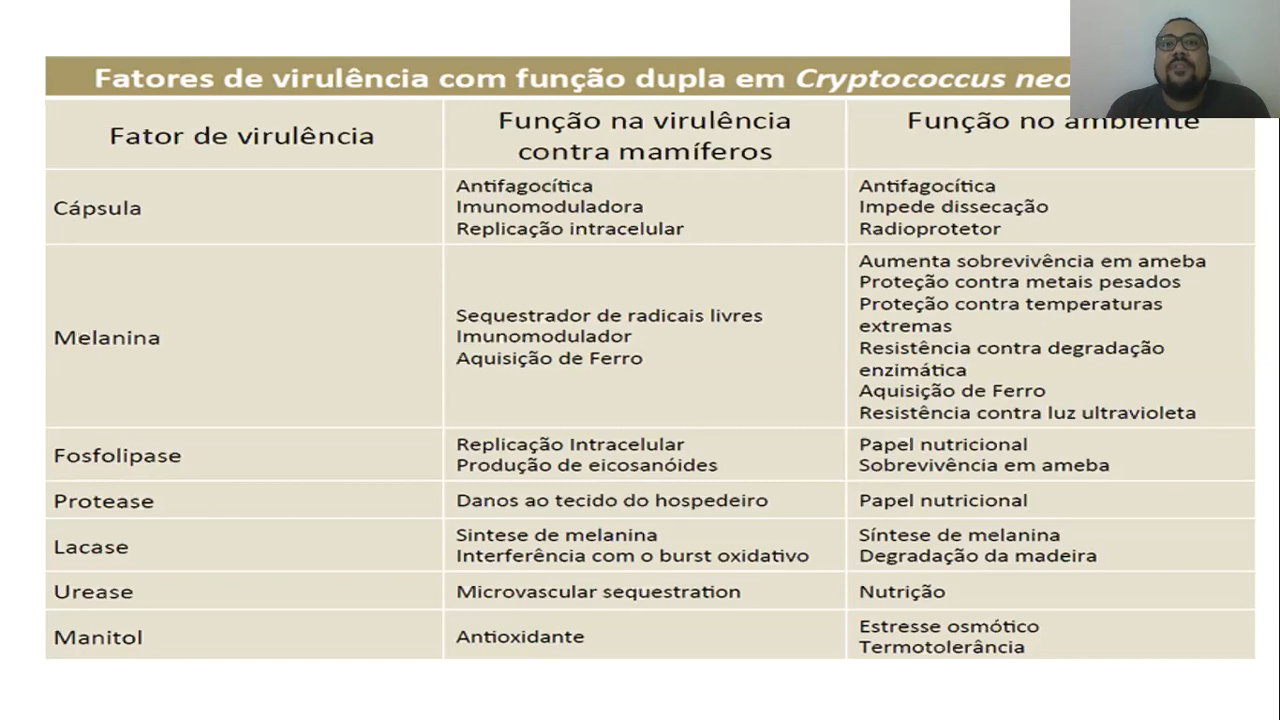 Fatores de virulência com função dupla em Cryptococcus
Fator de virulência
Função na virulência
contra mamíferos
Função no ambiente
Cápsula
Antifagocítica
Imunomoduladora
Replicação intracelular
Antifagocítica
Impede dissecação
Radioprotetor
Melanina
Sequestrador de radicais livres
Imunomodulador
Aquisição de Ferro
Aumenta sobrevivência em ameba
Proteção contra metais pesados
Proteção contra temperaturas
extremas
Resistência contra degradação
enzimática
Aquisição de Ferro
Resistência contra luz ultravioleta
Fosfolipase
Replicação Intracelular
Produção de eicosanóides
Papel nutricional
Sobrevivência em ameba
Protease
Danos ao tecido do hospedeiro
Papel nutricional
Lacase
Sintese de melanina
Interferência com o burst oxidativo
Síntese de melanina
Degradação da madeira
Urease
Microvascular sequestration
Nutrição
Manitol
Antioxidante
Estresse osmótico
Termotolerância